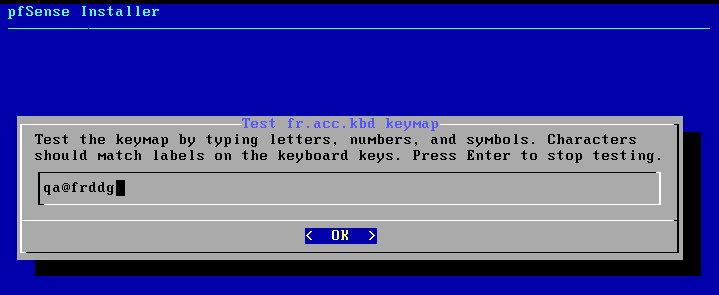 pfSense Installer
Test fr.acc.kbd keymap
Test the keymap by typing letters, numbers, and symbols. Characters
should match labels on the keyboard keys. Press Enter to stop testing.
qa@frddg
< OK >